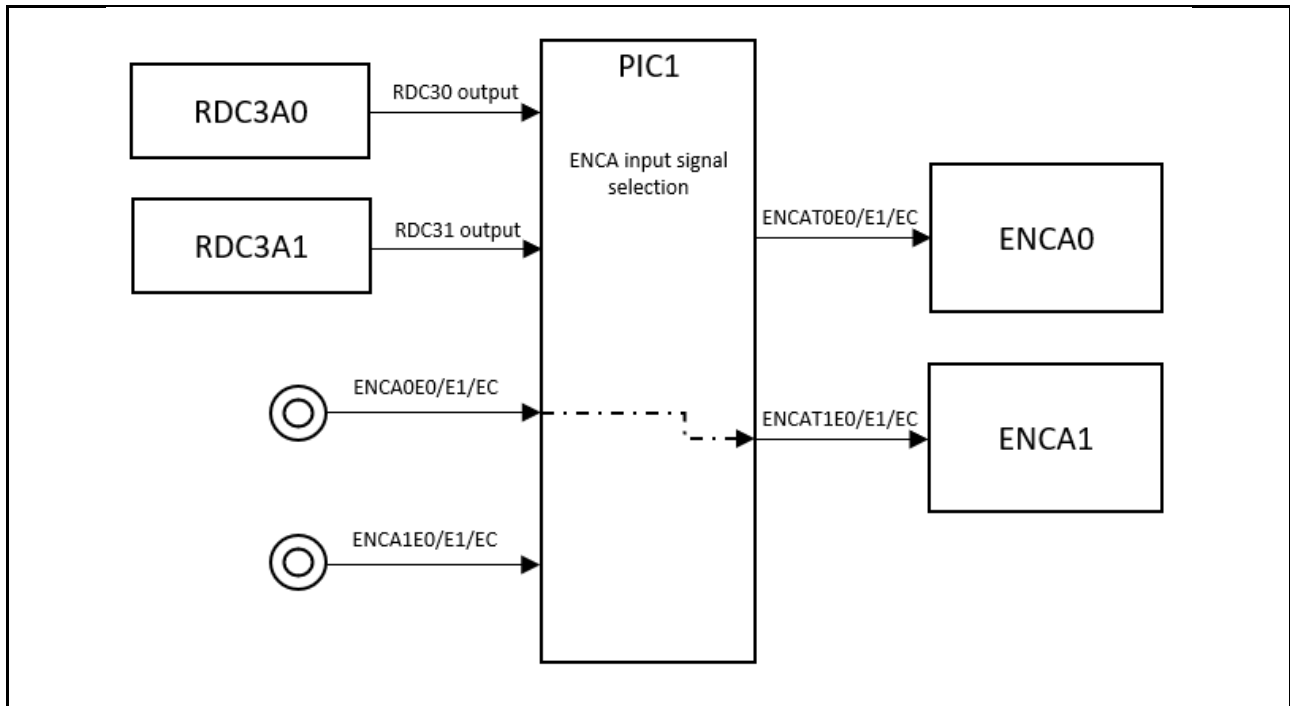 PIC1
RDC3A0
RDC30 output
ENCA input signal
selection
RDC3A1
RDC31 output
ENCAT0E0/E1/EC
ENCA0
ENCA0E0/E1/EC
ENCAT1E0/E1/EC
ENCA1
ENCA1E0/E1/EC